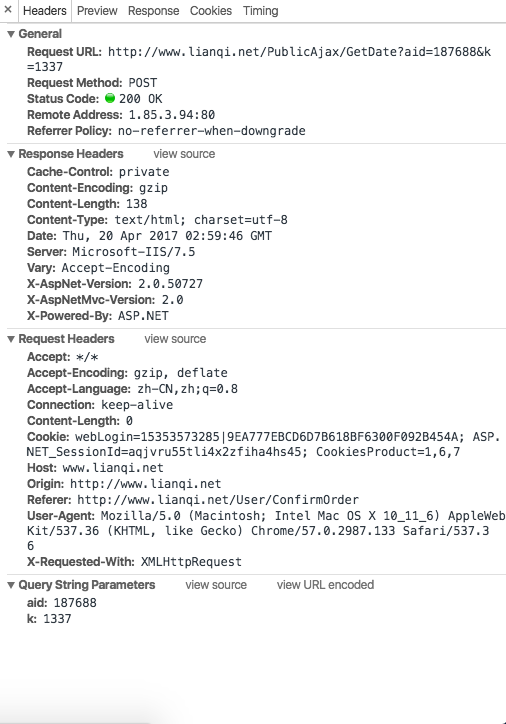 × Headers Preview Response Cookies Timing
▼ General
Request URL: http://www.lianqi.net/PublicAjax/GetDate?aid=187688&k
=1337
Request Method: POST
Status Code: 200 OK
Remote Address: 1.85.3.94:80
Referrer Policy: no-referrer-when-downgrade
▼ Response Headers view source
Cache-Control: private
Content-Encoding: gzip
Content-Length: 138
Content-Type: text/html; charset=utf-8
Date: Thu, 20 Apr 2017 02:59:46 GMT
Server: Microsoft-IIS/7.5
Vary: Accept-Encoding
X-AspNet-Version: 2.0.50727
X-AspNetMvc-Version: 2.0
X-Powered-By: ASP.NET
▼ Request Headers view source
Accept: */*
Accept-Encoding: gzip, deflate
Accept-Language: zh-CN,zh;q=0.8
Connection: keep-alive
Content-Length: 0
Cookie: webLogin=15353573285|9EA777EBCD6D7B618BF6300F092B454A; ASP.
NET_SessionId=aqjvru55tli4x2zfiha4hs45; CookiesProduct=1,6,7
Host: www.lianqi.net
Origin: http://www.lianqi.net
Referer: http://www.lianqi.net/User/ConfirmOrder
User-Agent: Mozilla/5.0 (Macintosh; Intel Mac OS X 10_11_6) AppleWeb
Kit/537.36 (KHTML, like Gecko) Chrome/57.0.2987.133 Safari/537.3
6
X-Requested-With: XMLHttpRequest
▼ Query String Parameters view source view URL encoded
aid: 187688
k: 1337